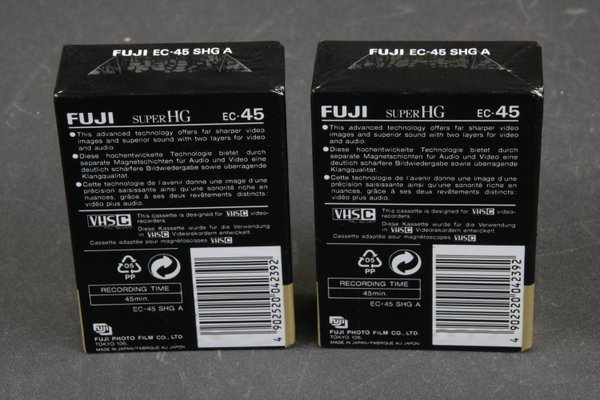 FUJI EC-45 SHG A
FUJI SUPER HG EC-45
●This advanced technology offers far sharper video
images and superior sound with two layers for video
and audio.
●Diese hochentwickelte Technologie bietet durch
separate Magnetschichten für Audio und Video eine
deutlich schärfere Bildwiedergabe sowie überragende
Klangqualität.
●Cette technologie de l'avenir donne une image d'une
précision saisissante ainsi qu'une sonorité riche en
nuances, grâce à ses deux revêtements distincts:
vidéo plus audio.
VHSC This cassette is designed for VHSC video-
recorders.
Diese Kassette wurde für die Verwendung
in VHSC Videorekordern entwickelt.
Cassette adaptée pour magnétoscopes VHSC
05
PP
RECORDING TIME
45min.
EC-45 SHG A
FUJI
FUJI PHOTO FILM CO., LTD.
TOKYO 106.
MADE IN JAPAN/FABRIQUE AU JAPON
4 902520 042392
FUJI EC-45 SHG A
FUJI SUPER HG EC-45
●This advanced technology offers far sharper video
images and superior sound with two layers for video
and audio.
●Diese hochentwickelte Technologie bietet durch
separate Magnetschichten für Audio und Video eine
deutlich schärfere Bildwiedergabe sowie überragende
Klangqualität.
●Cette technologie de l'avenir donne une image d'une
précision saisissante ainsi qu'une sonorité riche en
nuances, grâce à ses deux revêtements distincts:
vidéo plus audio.
VHSC This cassette is designed for VHSC video-
recorders.
Diese Kassette wurde für die Verwendung
in VHSC Videorekordern entwickelt.
Cassette adaptée pour magnétoscopes VHSC
05
PP
RECORDING TIME
45min.
EC-45 SHG A
FUJI
FUJI PHOTO FILM CO., LTD.
TOKYO 106.
MADE IN JAPAN/FABRIQUE AU JAPON
4 902520 042392